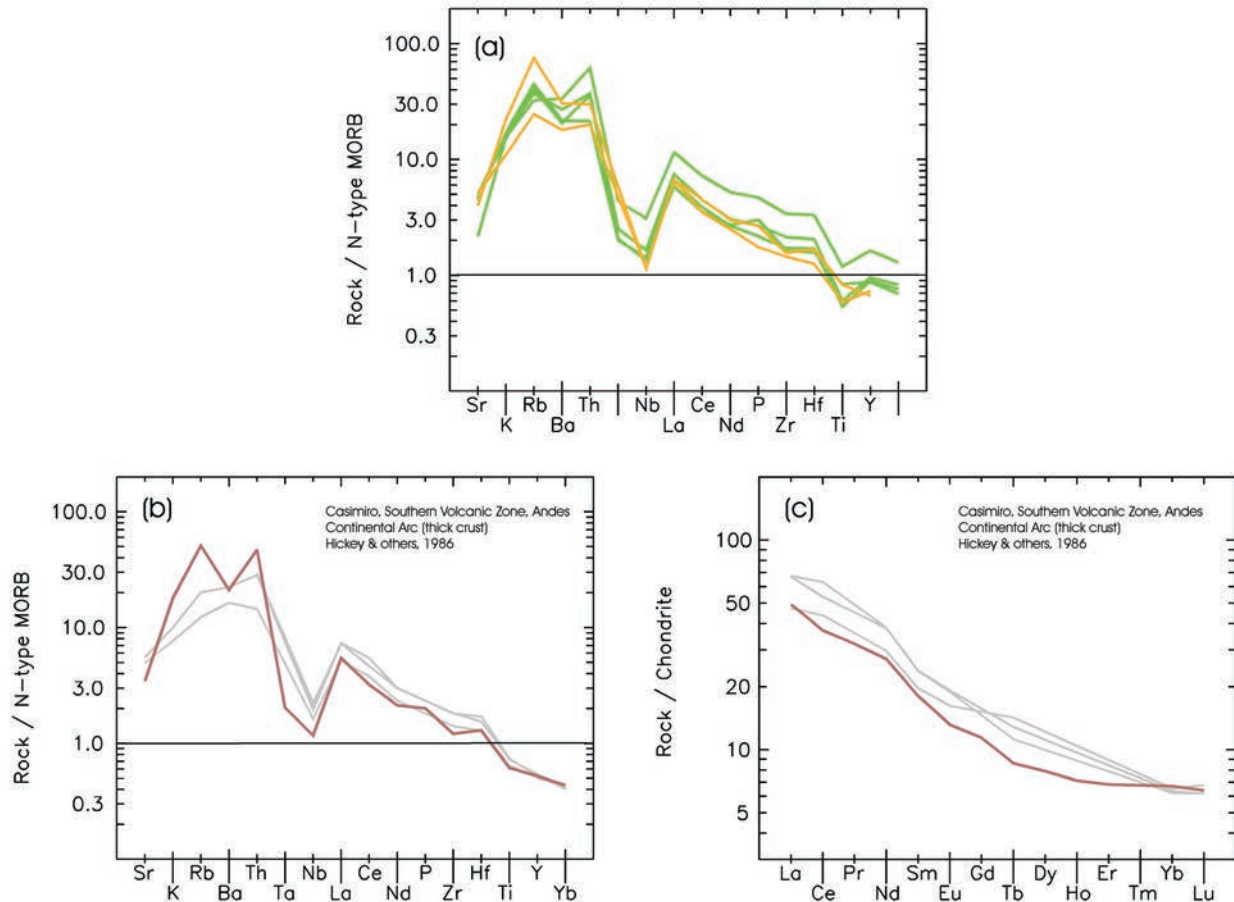 (a)
Rock / N-type MORB
100.0
30.0
10.0
3.0
1.0
0.3
Sr Rb Th Nb Ce P Hf Y
K Ba La Nd Zr Ti
(b)
Casimiro, Southern Volcanic Zone, Andes
Continental Arc (thick crust)
Hickey & others, 1986
Rock / N-type MORB
100.0
30.0
10.0
3.0
1.0
0.3
Sr Rb Th Nb Ce P Hf Y
K Ba Ta La Nd Zr Ti Yb
(c)
Casimiro, Southern Volcanic Zone, Andes
Continental Arc (thick crust)
Hickey & others, 1986
Rock / Chondrite
100
50
20
10
5
La Pr Sm Gd Dy Er Yb
Ce Nd Eu Tb Ho Tm Lu